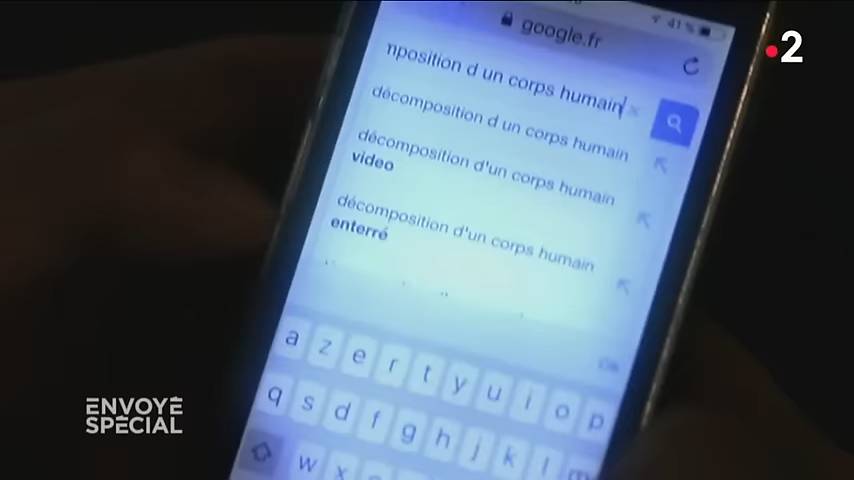 41 %
2
google.fr
nposition d un corps humain
décomposition d un corps humain
décomposition d'un corps humain
video
décomposition d'un corps humain
enterré
a z e r t y u i o p
q s d f g h j k l m
w x
ENVOYÉ
SPÉCIAL